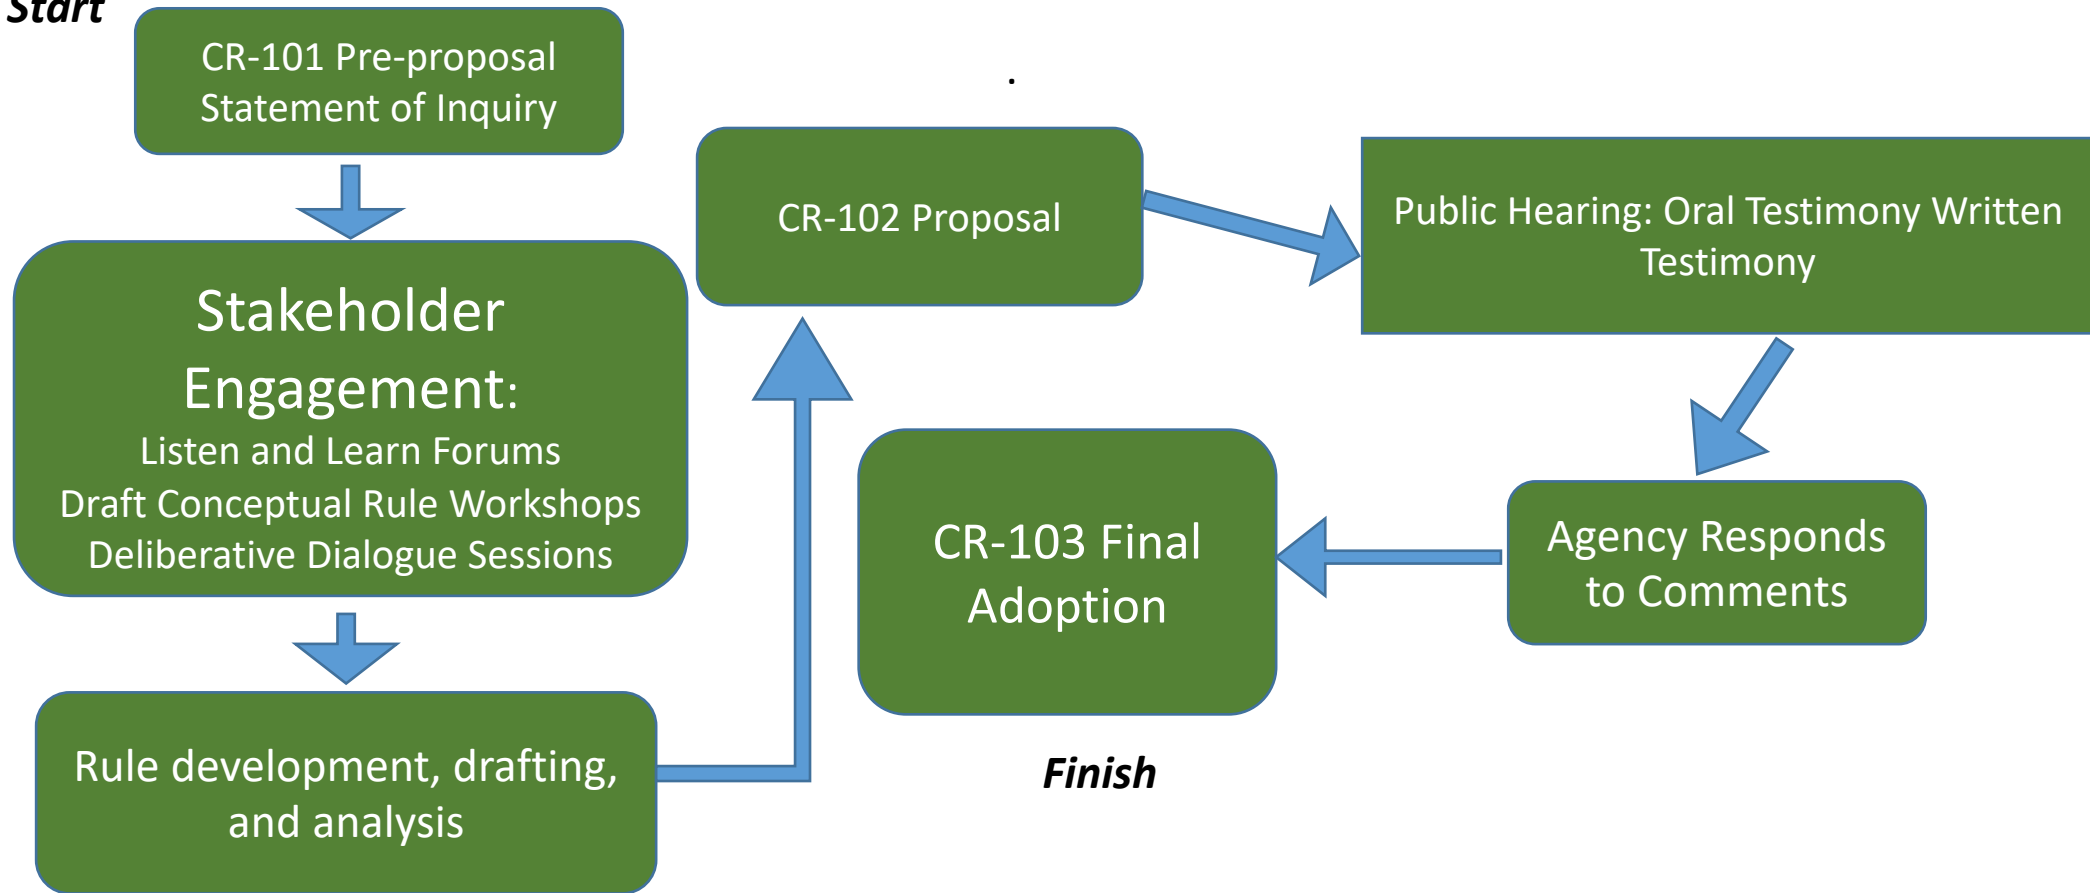 Start
CR-101 Pre-proposal
Statement of Inquiry
Stakeholder
Engagement:
Listen and Learn Forums
Draft Conceptual Rule Workshops
Deliberative Dialogue Sessions
Rule development, drafting,
and analysis
.
CR-102 Proposal
Public Hearing: Oral Testimony Written
Testimony
Agency Responds
to Comments
CR-103 Final
Adoption
Finish